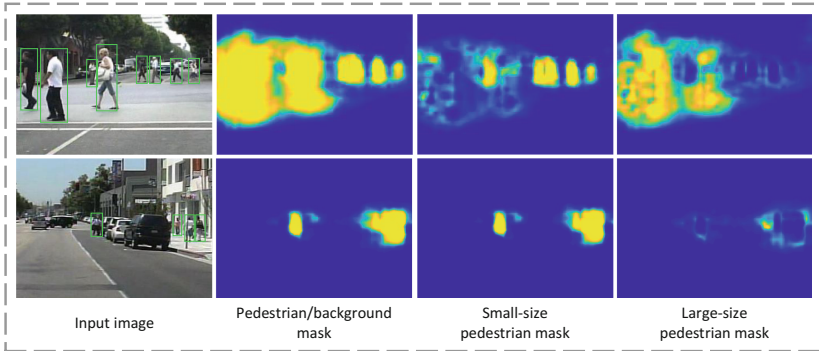 Input image
Pedestrian/background
mask
Small-size
pedestrian mask
Large-size
pedestrian mask